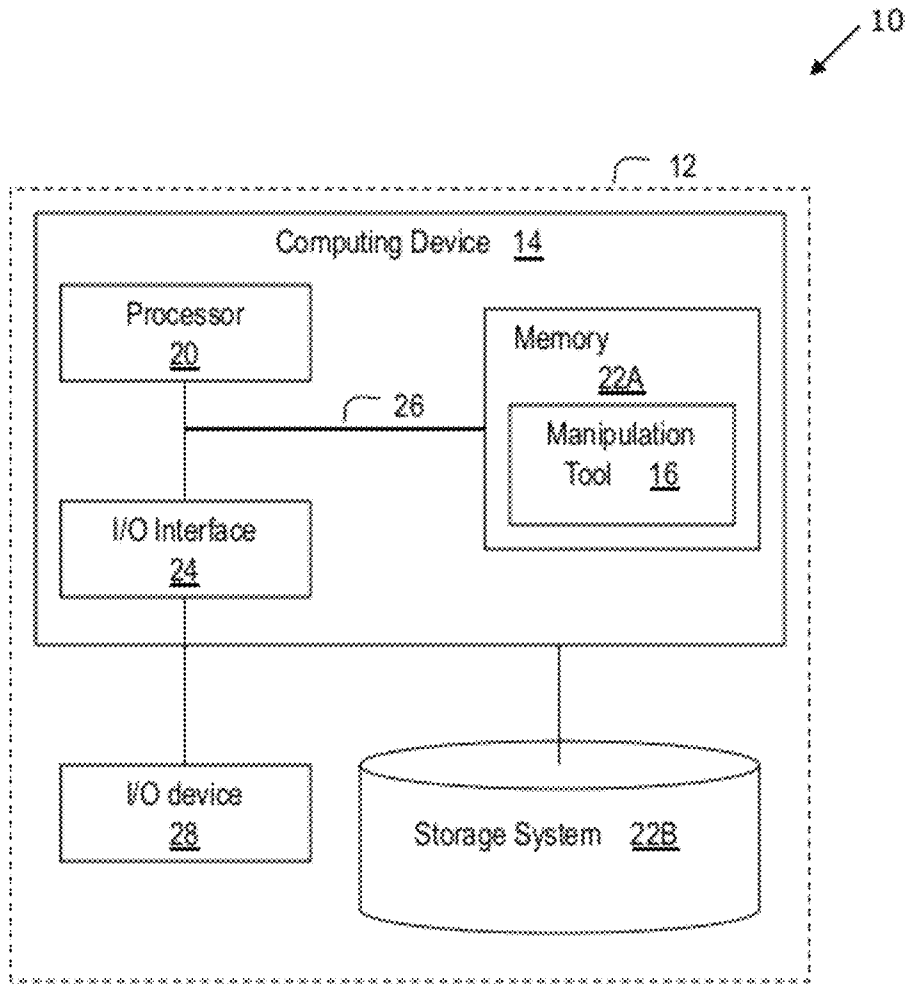 10
12
Computing Device 14
Processor
20
Memory
22A
26
Manipulation
Tool 16
I/O Interface
24
I/O device
28
Storage System 22B